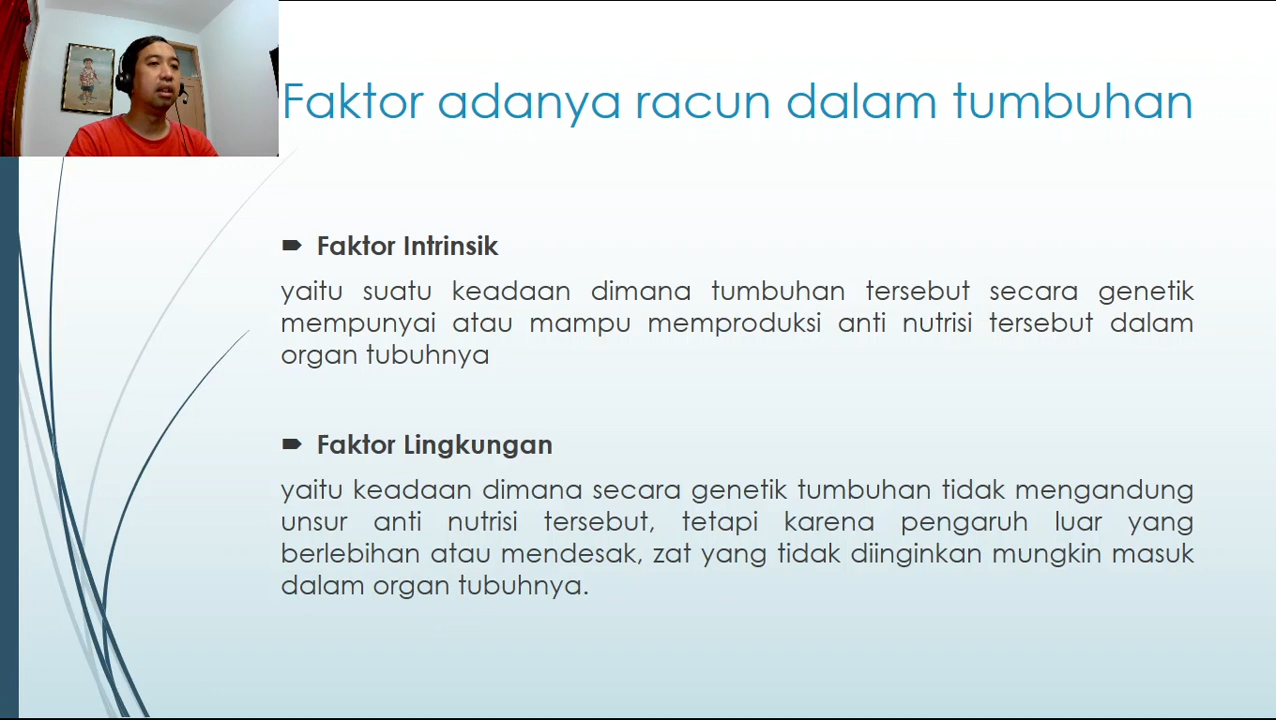 Faktor adanya racun dalam tumbuhan
Faktor Intrinsik
yaitu suatu keadaan dimana tumbuhan tersebut secara genetik
mempunyai atau mampu memproduksi anti nutrisi tersebut dalam
organ tubuhnya
Faktor Lingkungan
yaitu keadaan dimana secara genetik tumbuhan tidak mengandung
unsur anti nutrisi tersebut, tetapi karena pengaruh luar yang
berlebihan atau mendesak, zat yang tidak diinginkan mungkin masuk
dalam organ tubuhnya.